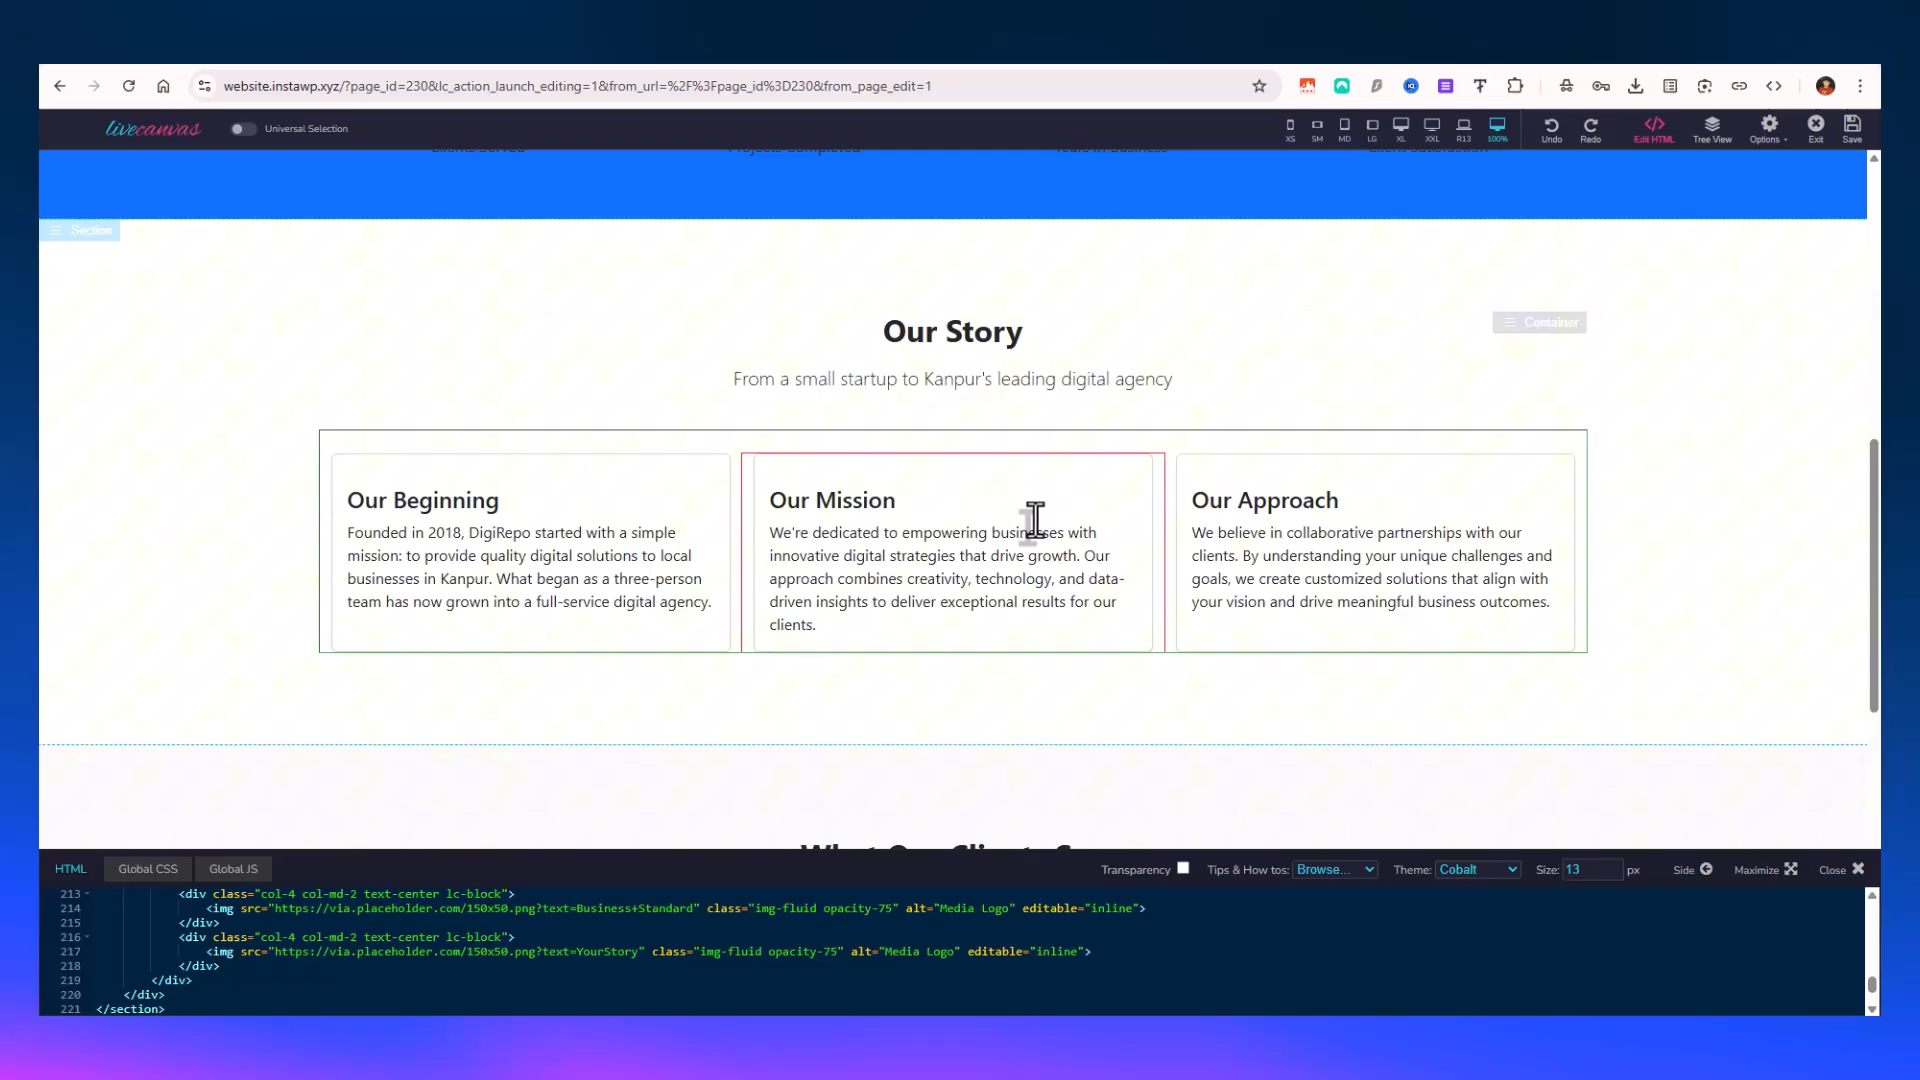 website.instawp.xyz/?page_id=230&lc_action_launch_editing=1&from_url=%2F%3Fpage_id%3D230&from_page_edit=1
livecanvas
Universal Selection
XS SM MD LG XL XXL R13 100% Undo Redo Edit HTML Tree View Options Exit Save
Clients Served Projects Completed Years in Business Client Satisfaction
Section
Container
Our Story
From a small startup to Kanpur's leading digital agency
Our Beginning
Founded in 2018, DigiRepo started with a simple
mission: to provide quality digital solutions to local
businesses in Kanpur. What began as a three-person
team has now grown into a full-service digital agency.
Our Mission
We're dedicated to empowering businesses with
innovative digital strategies that drive growth. Our
approach combines creativity, technology, and data-
driven insights to deliver exceptional results for our
clients.
Our Approach
We believe in collaborative partnerships with our
clients. By understanding your unique challenges and
goals, we create customized solutions that align with
your vision and drive meaningful business outcomes.
HTML Global CSS Global JS Transparency Tips & How tos: Browse... Theme: Cobalt Size: 13 px Side Maximize Close
213 <div class="col-4 col-md-2 text-center lc-block">
214 <img src="https://via.placeholder.com/150x50.png?text=Business+Standard" class="img-fluid opacity-75" alt="Media Logo" editable="inline">
215 </div>
216 <div class="col-4 col-md-2 text-center lc-block">
217 <img src="https://via.placeholder.com/150x50.png?text=YourStory" class="img-fluid opacity-75" alt="Media Logo" editable="inline">
218 </div>
219 </div>
220 </div>
221 </section>